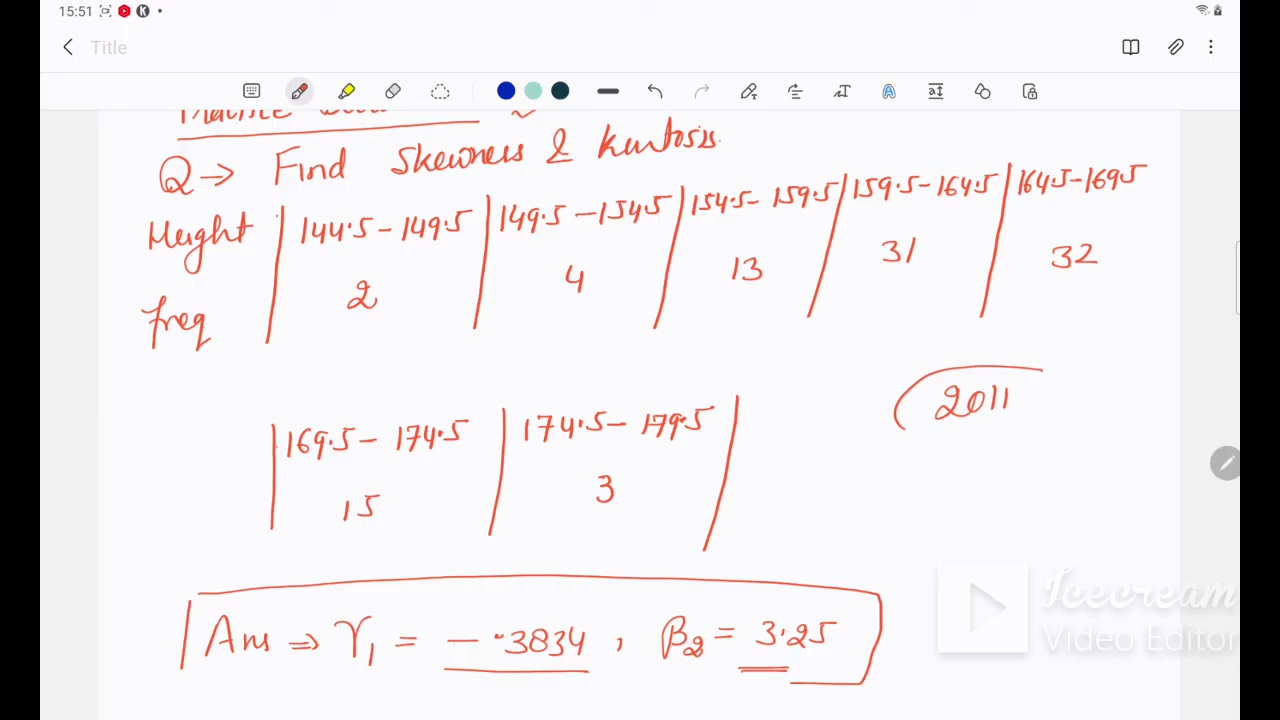 15:51
Title
Q → Find Skewness & Kurtosis.
Height | 144.5 - 149.5 | 149.5 - 154.5 | 154.5 - 159.5 | 159.5 - 164.5 | 164.5 - 169.5
freq 2 4 13 31 32
2011
| 169.5 - 174.5 | 174.5 - 179.5 |
15 3
Ans ⇒ γ₁ = - .3834 , β₂ = 3.25
Icecream
Video Editor